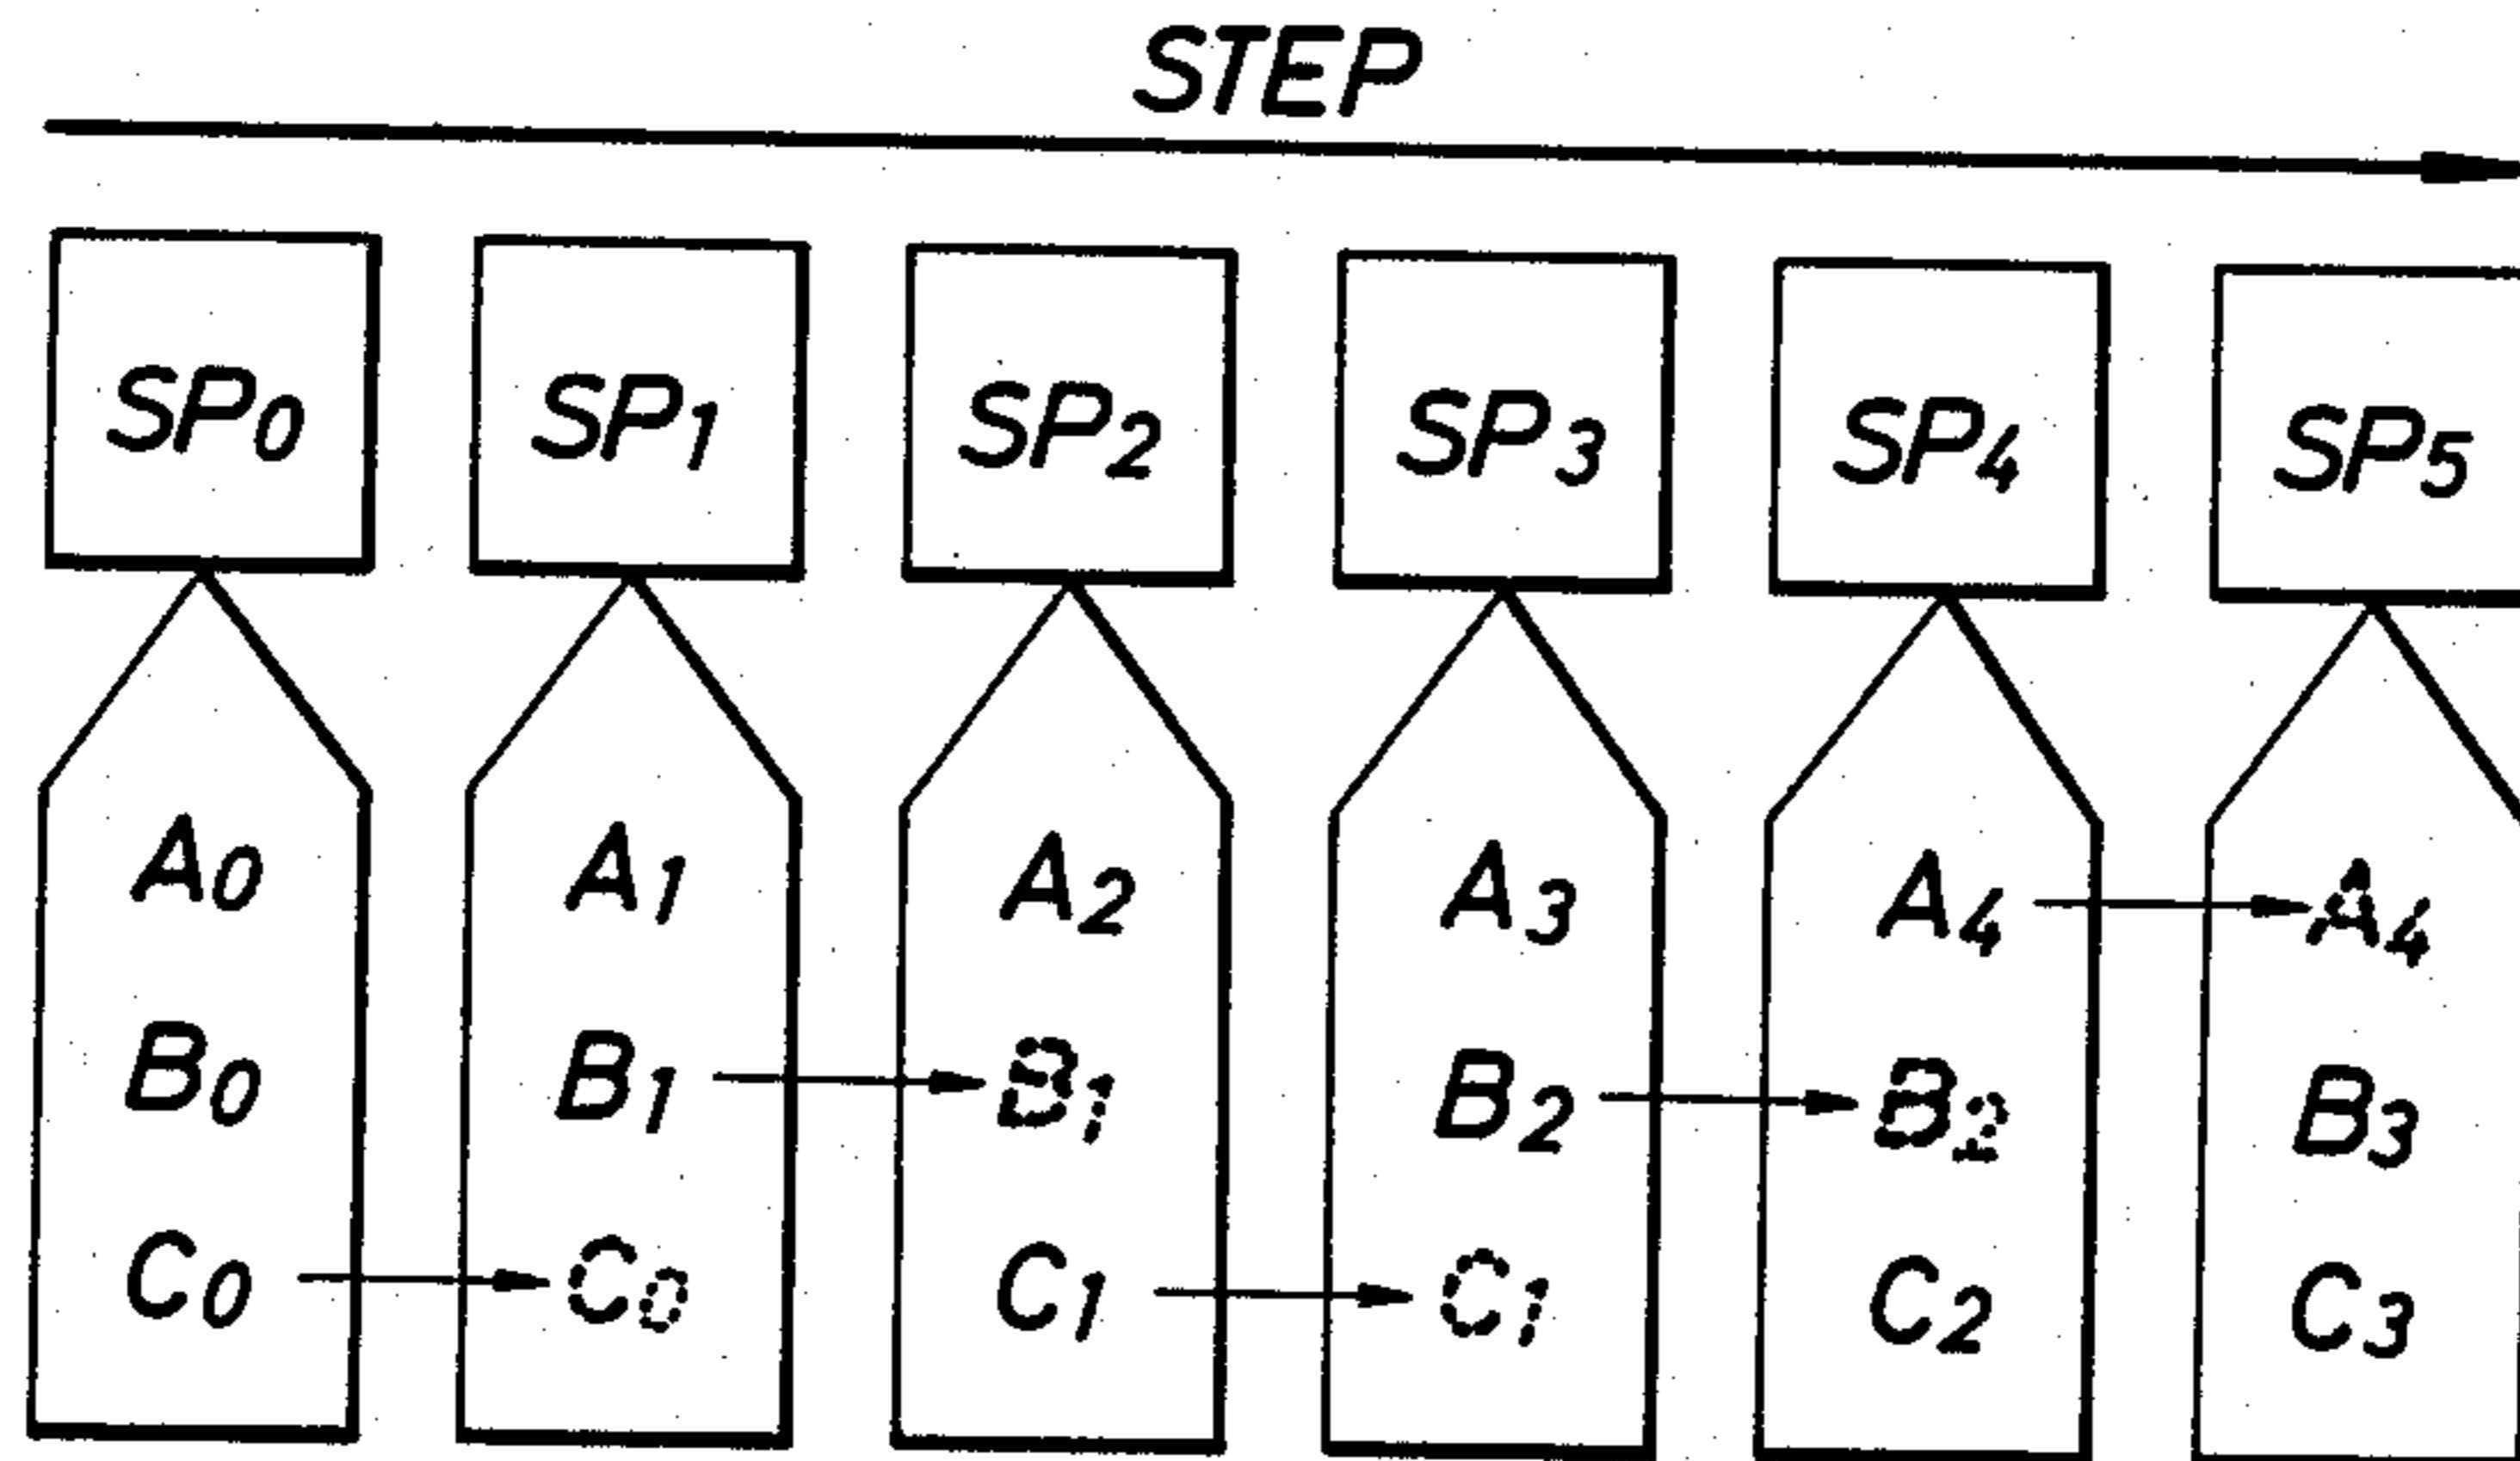 STEP
SP0 SP1 SP2 SP3 SP4 SP5
A0 A1 A2 A3 A4 A4
B0 B1 B1 B2 B2 B3
C0 C0 C1 C1 C2 C3